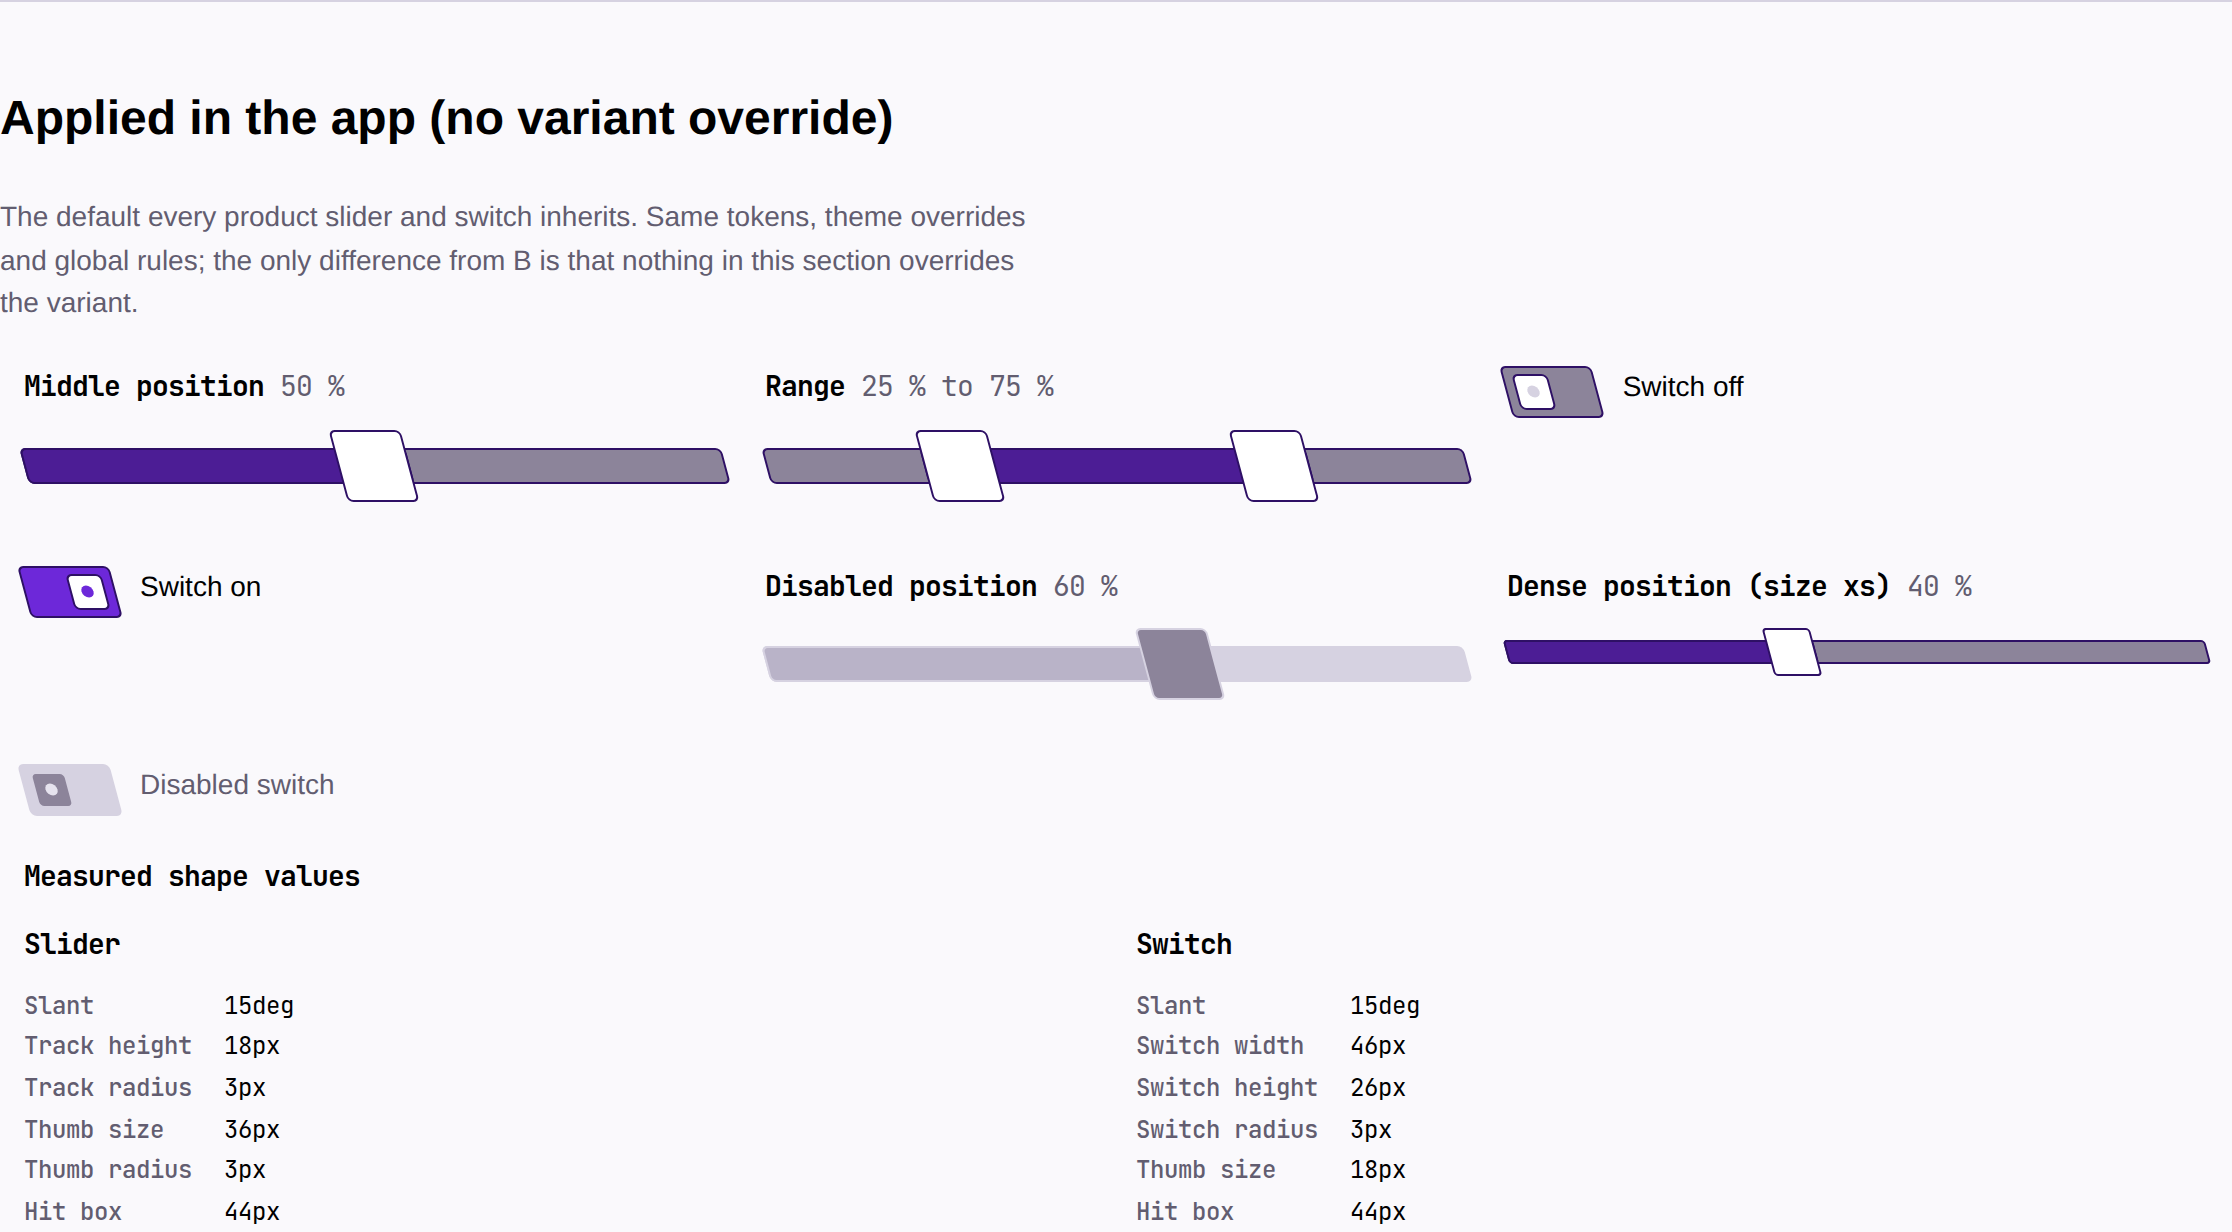 Applied in the app (no variant override)
The default every product slider and switch inherits. Same tokens, theme overrides
and global rules; the only difference from B is that nothing in this section overrides
the variant.
Middle position 50 %
Range 25 % to 75 %
Switch off
Switch on
Disabled position 60 %
Dense position (size xs) 40 %
Disabled switch
Measured shape values
Slider
Slant 15deg
Track height 18px
Track radius 3px
Thumb size 36px
Thumb radius 3px
Hit box 44px
Switch
Slant 15deg
Switch width 46px
Switch height 26px
Switch radius 3px
Thumb size 18px
Hit box 44px